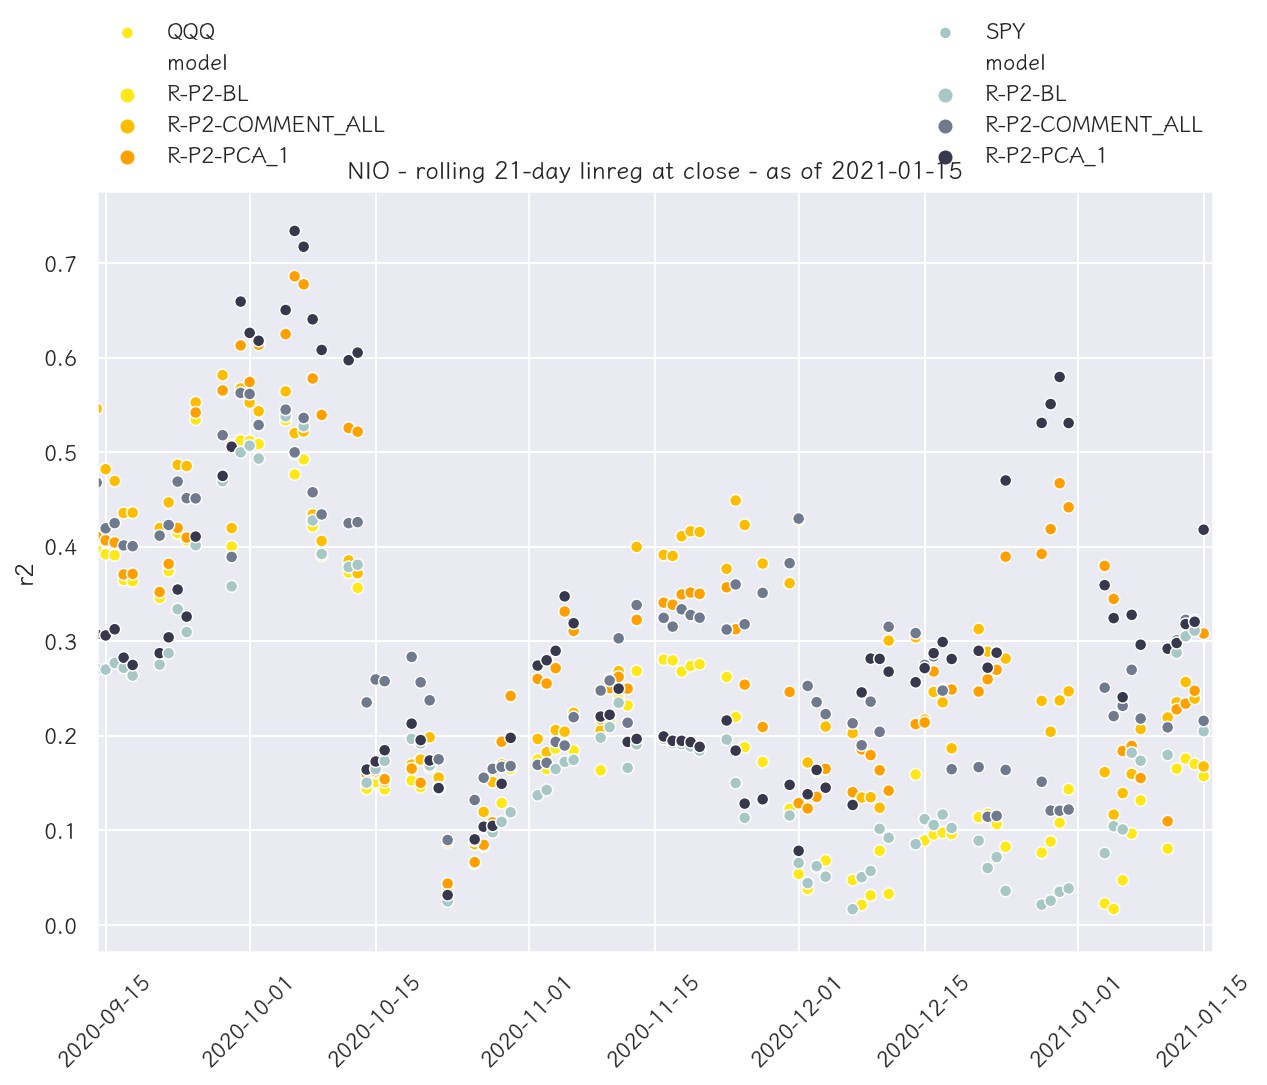 QQQ
model
R-P2-BL
R-P2-COMMENT_ALL
R-P2-PCA_1
SPY
model
R-P2-BL
R-P2-COMMENT_ALL
R-P2-PCA_1
NIO - rolling 21-day linreg at close - as of 2021-01-15
r2
0.7
0.6
0.5
0.4
0.3
0.2
0.1
0.0
2020-09-15
2020-10-01
2020-10-15
2020-11-01
2020-11-15
2020-12-01
2020-12-15
2021-01-01
2021-01-15